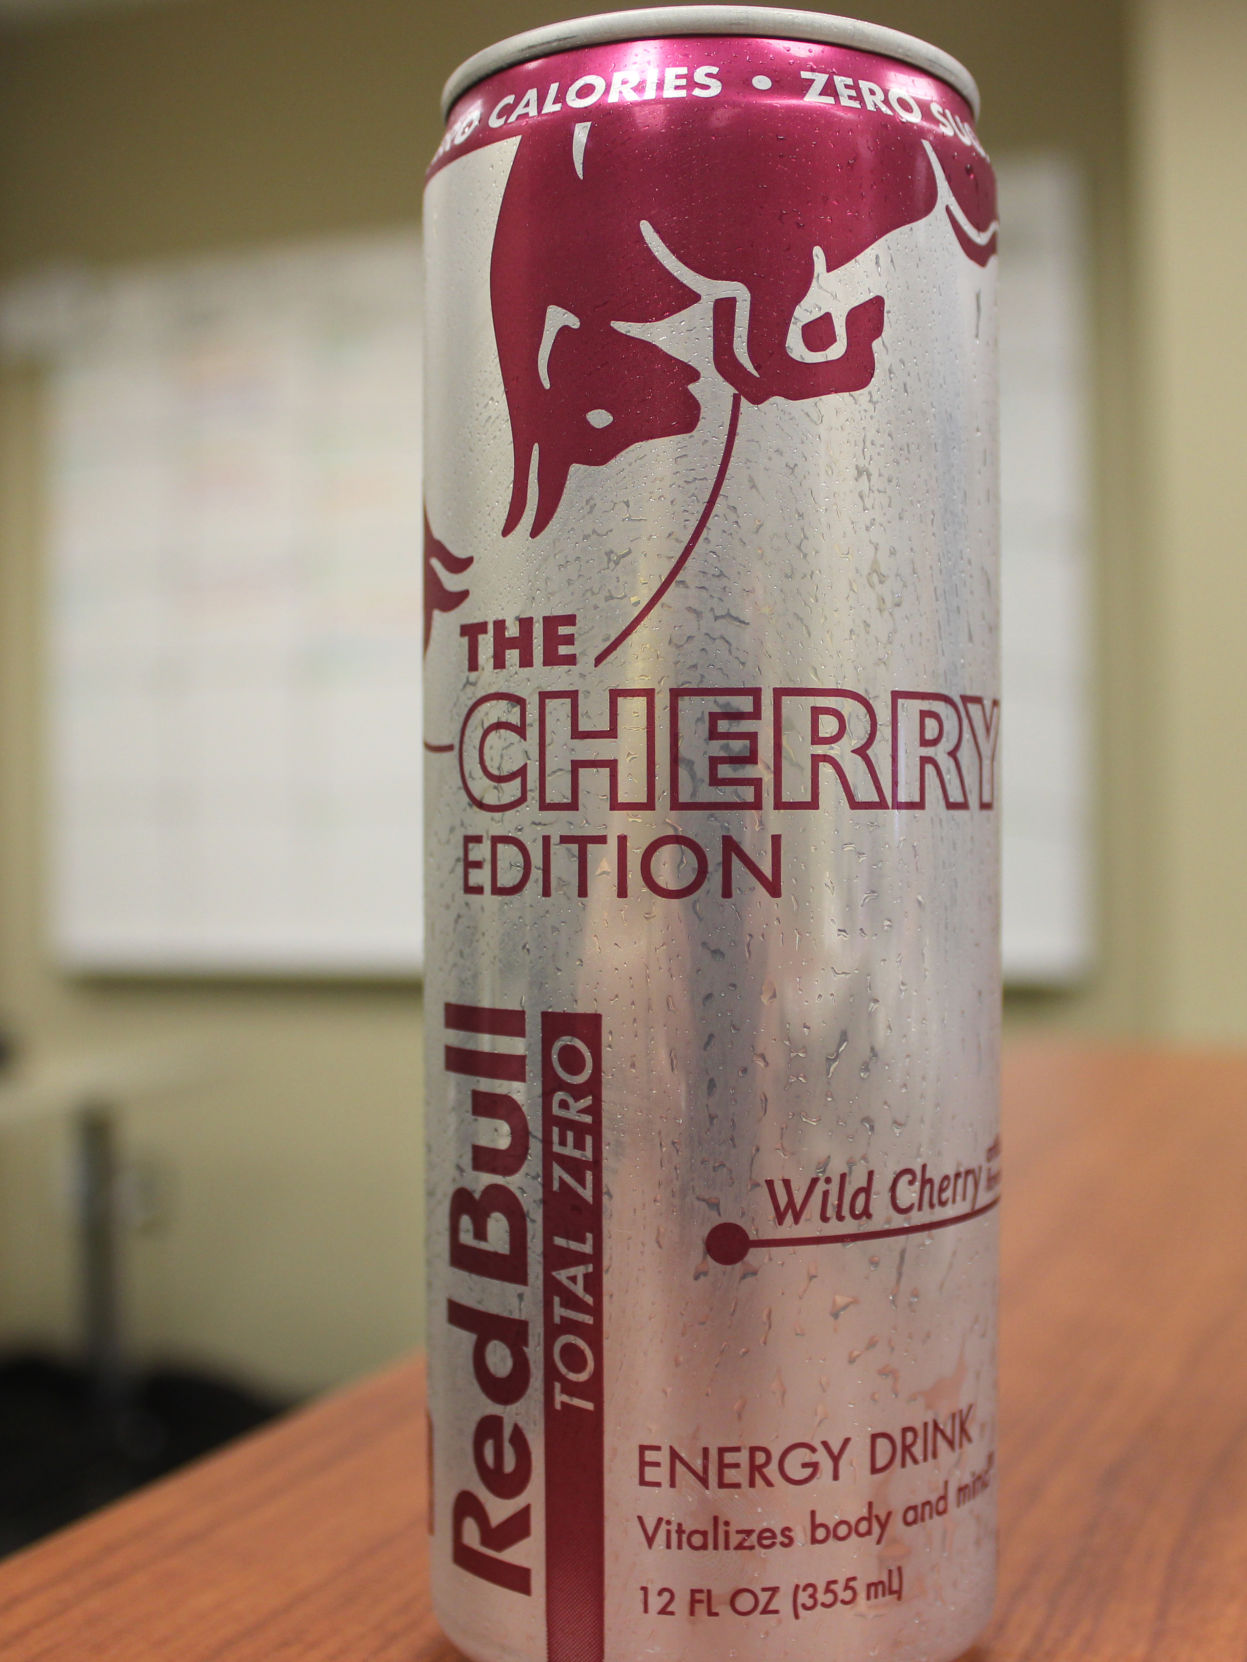 CALORIES • ZERO
THE
CHERRY
EDITION
Red Bull
TOTAL ZERO
Wild Cherry
ENERGY DRINK
Vitalizes body and mind
12 FL OZ (355 mL)